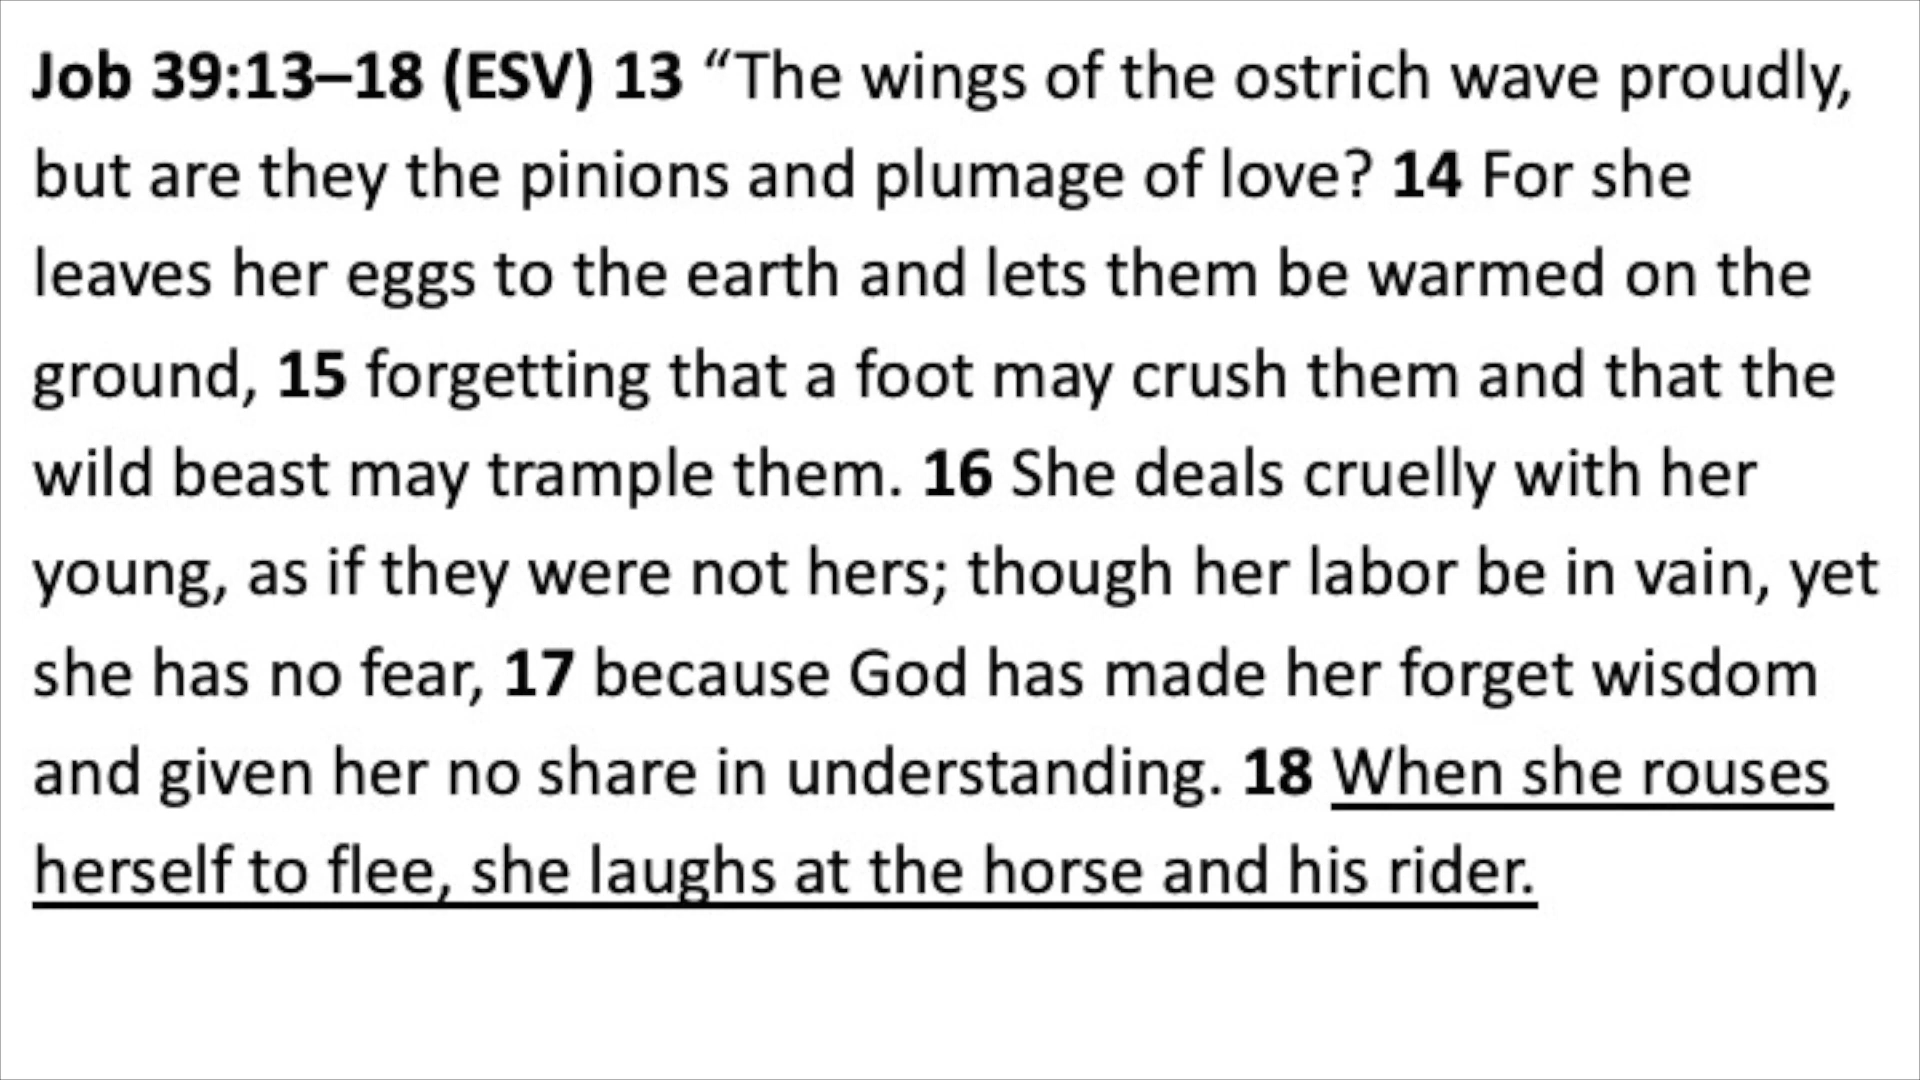 Job 39:13–18 (ESV) 13 “The wings of the ostrich wave proudly,
but are they the pinions and plumage of love? 14 For she
leaves her eggs to the earth and lets them be warmed on the
ground, 15 forgetting that a foot may crush them and that the
wild beast may trample them. 16 She deals cruelly with her
young, as if they were not hers; though her labor be in vain, yet
she has no fear, 17 because God has made her forget wisdom
and given her no share in understanding. 18 When she rouses
herself to flee, she laughs at the horse and his rider.